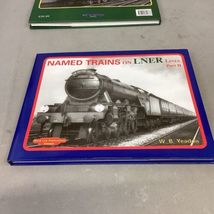 NAMED TRAINS ON LNER LINES
Part II
W. B. Yeadon